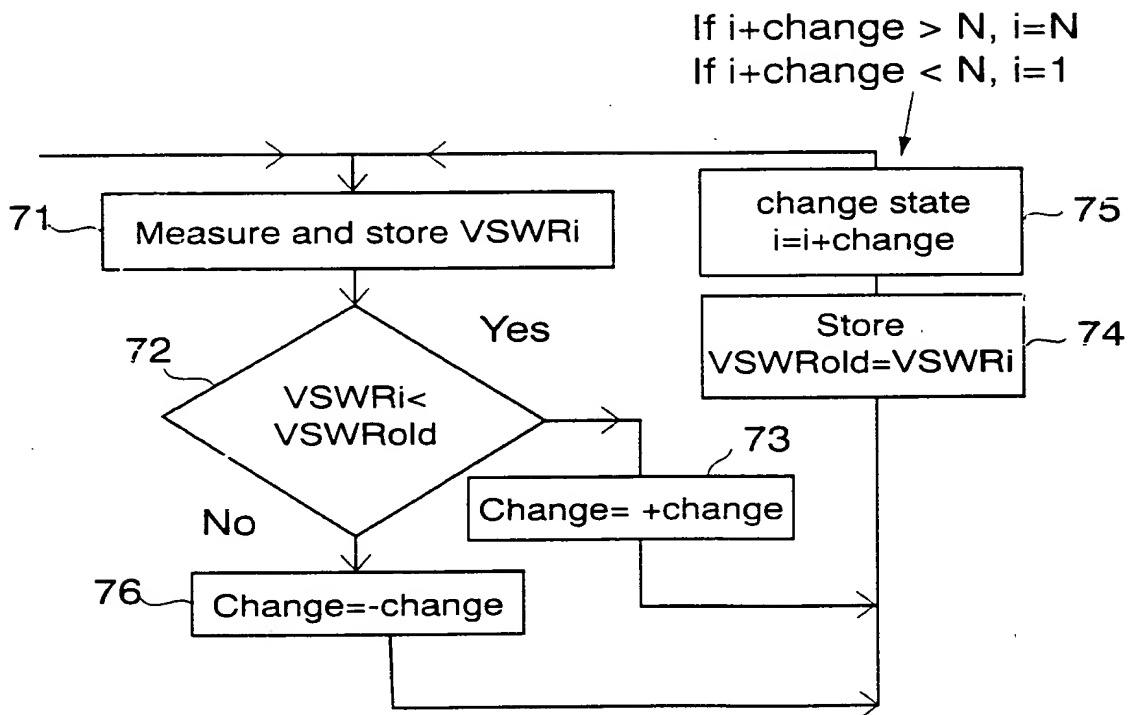 If i+change > N, i=N
If i+change < N, i=1
71
Measure and store VSWRi
change state
i=i+change
75
Store
VSWRold=VSWRi
74
72
Yes
VSWRi<
VSWRold
73
Change= +change
No
76
Change=-change